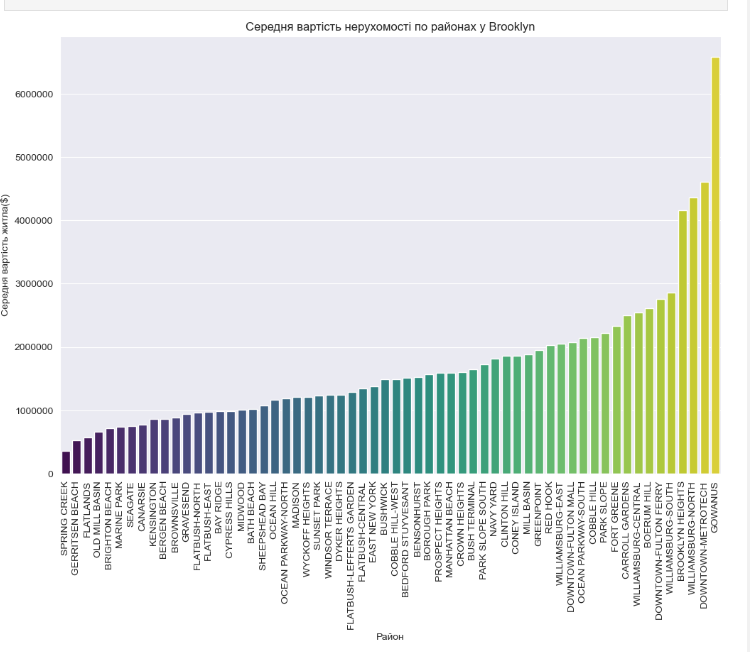 Середня вартість нерухомості по районах у Brooklyn
Середня вартість житла($)
6000000
5000000
4000000
3000000
2000000
1000000
0
SPRING CREEK
GERRITSEN BEACH
FLATLANDS
OLD MILL BASIN
BRIGHTON BEACH
MARINE PARK
SEAGATE
CANARSIE
KENSINGTON
BERGEN BEACH
BROWNSVILLE
GRAVESEND
FLATBUSH-NORTH
FLATBUSH-EAST
BAY RIDGE
CYPRESS HILLS
MIDWOOD
BATH BEACH
SHEEPSHEAD BAY
OCEAN HILL
OCEAN PARKWAY-NORTH
MADISON
WYCKOFF HEIGHTS
SUNSET PARK
WINDSOR TERRACE
DYKER HEIGHTS
FLATBUSH-LEFFERTS GARDEN
FLATBUSH-CENTRAL
EAST NEW YORK
BUSHWICK
COBBLE HILL-WEST
BEDFORD STUYVESANT
BENSONHURST
BOROUGH PARK
PROSPECT HEIGHTS
MANHATTAN BEACH
CROWN HEIGHTS
BUSH TERMINAL
PARK SLOPE SOUTH
NAVY YARD
CLINTON HILL
CONEY ISLAND
MILL BASIN
GREENPOINT
RED HOOK
WILLIAMSBURG-EAST
DOWNTOWN-FULTON MALL
OCEAN PARKWAY-SOUTH
COBBLE HILL
PARK SLOPE
FORT GREENE
CARROLL GARDENS
WILLIAMSBURG-CENTRAL
BOERUM HILL
DOWNTOWN-FULTON FERRY
WILLIAMSBURG-SOUTH
BROOKLYN HEIGHTS
WILLIAMSBURG-NORTH
DOWNTOWN-METROTECH
GOWANUS
Район